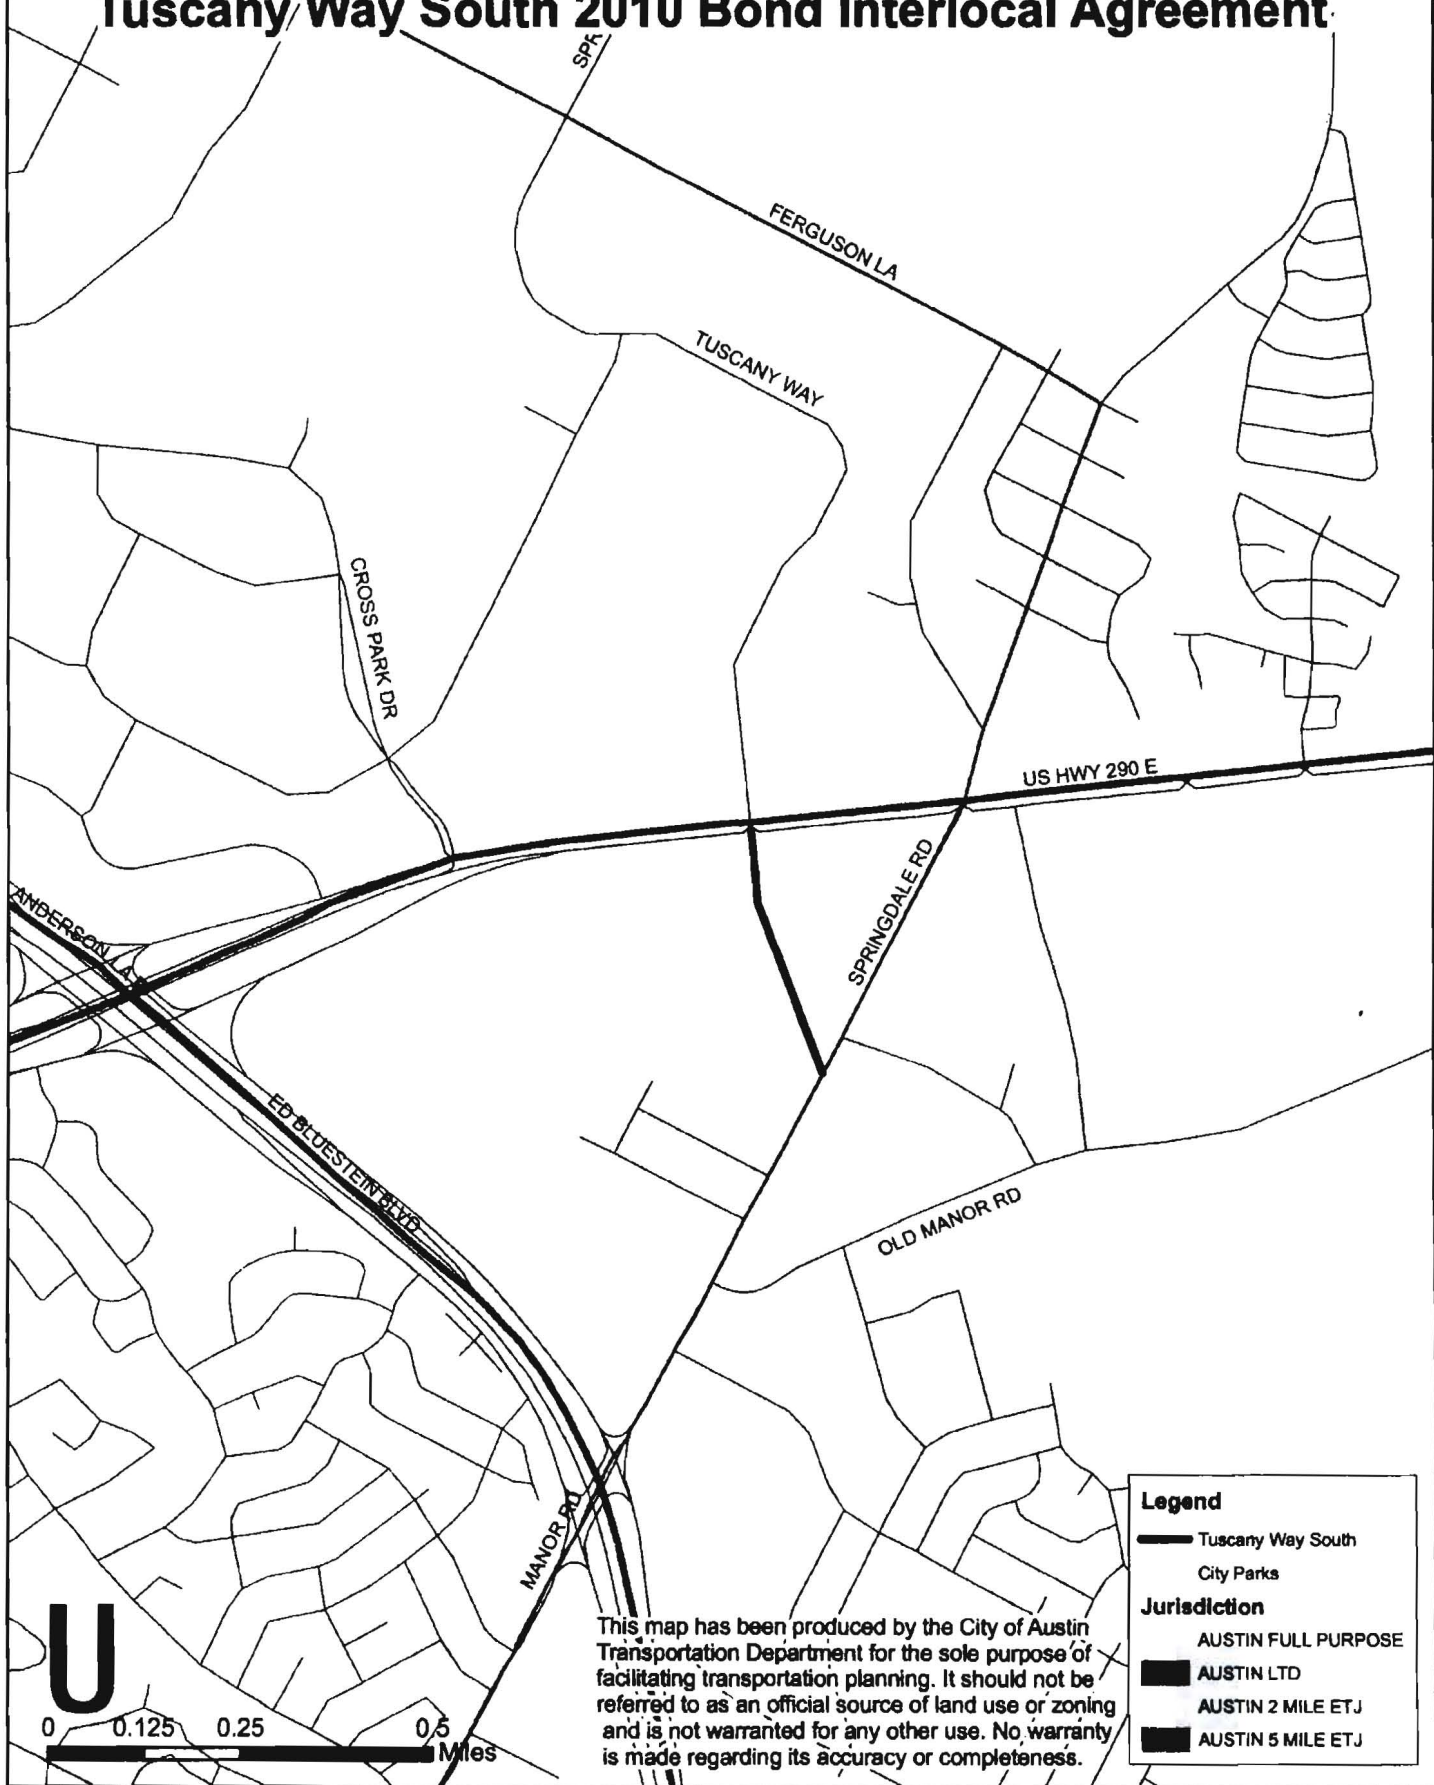 Tuscany Way South 2010 Bond Interlocal Agreement
SPR
FERGUSON LA
TUSCANY WAY
CROSS PARK DR
US HWY 290 E
SPRINGDALE RD
ANDERSON LA
ED BLUESTEIN BLVD
OLD MANOR RD
MANOR RD
Legend
Tuscany Way South
City Parks
Jurisdiction
AUSTIN FULL PURPOSE
AUSTIN LTD
AUSTIN 2 MILE ETJ
AUSTIN 5 MILE ETJ
This map has been produced by the City of Austin
Transportation Department for the sole purpose of
facilitating transportation planning. It should not be
referred to as an official source of land use or zoning
and is not warranted for any other use. No warranty
is made regarding its accuracy or completeness.
U
0 0.125 0.25 0.5
Miles